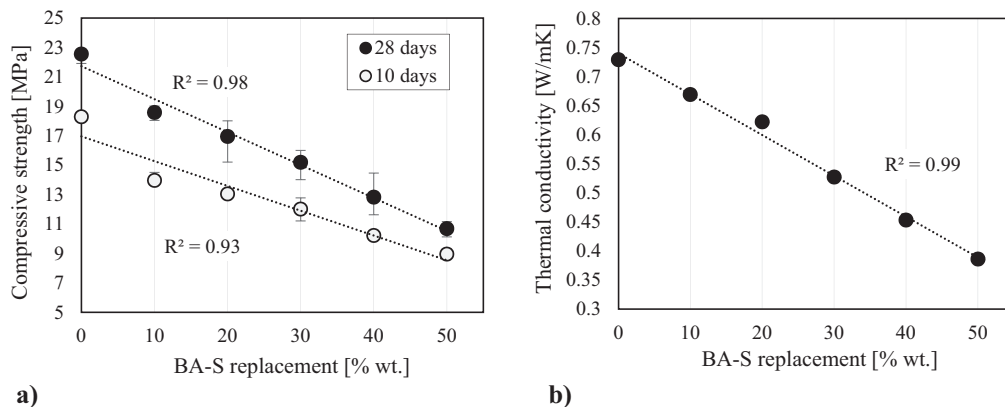 25
23
21
19
17
15
13
11
9
7
5
Compressive strength [MPa]
28 days
10 days
R² = 0.98
R² = 0.93
0 10 20 30 40 50
BA-S replacement [% wt.]
a)
0.8
0.75
0.7
0.65
0.6
0.55
0.5
0.45
0.4
0.35
0.3
Thermal conductivity [W/mK]
R² = 0.99
0 10 20 30 40 50
BA-S replacement [% wt.]
b)